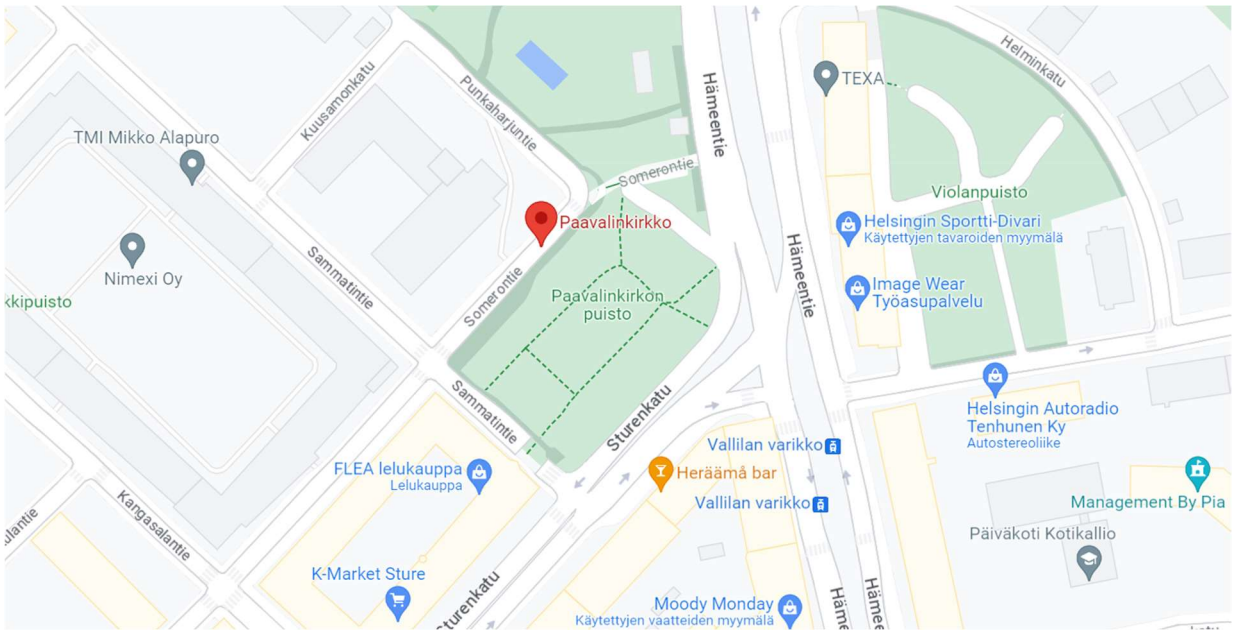 Helminkatu
Kuusamonkatu
Punkaharjuntie
Hämeentie
TEXA
TMI Mikko Alapuro
Somerontie
Violanpuisto
Paavalinkirkko
Helsingin Sportti-Divari
Käytettyjen tavaroiden myymälä
Sammatintie
Hämeentie
Nimexi Oy
Somerontie
Image Wear
Työasupalvelu
kkipuisto
Paavalinkirkon
puisto
Sammatintie
Sturenkatu
Helsingin Autoradio
Tenhunen Ky
Autostereoliike
Vallilan varikko
FLEA lelukauppa
Lelukauppa
Heräämä bar
Vallilan varikko
Management By Pia
Kangasalantie
ulantie
Päiväkoti Kotikallio
K-Market Sture
Sturenkatu
Moody Monday
Käytettyjen vaatteiden myymälä
Häme
Hämee